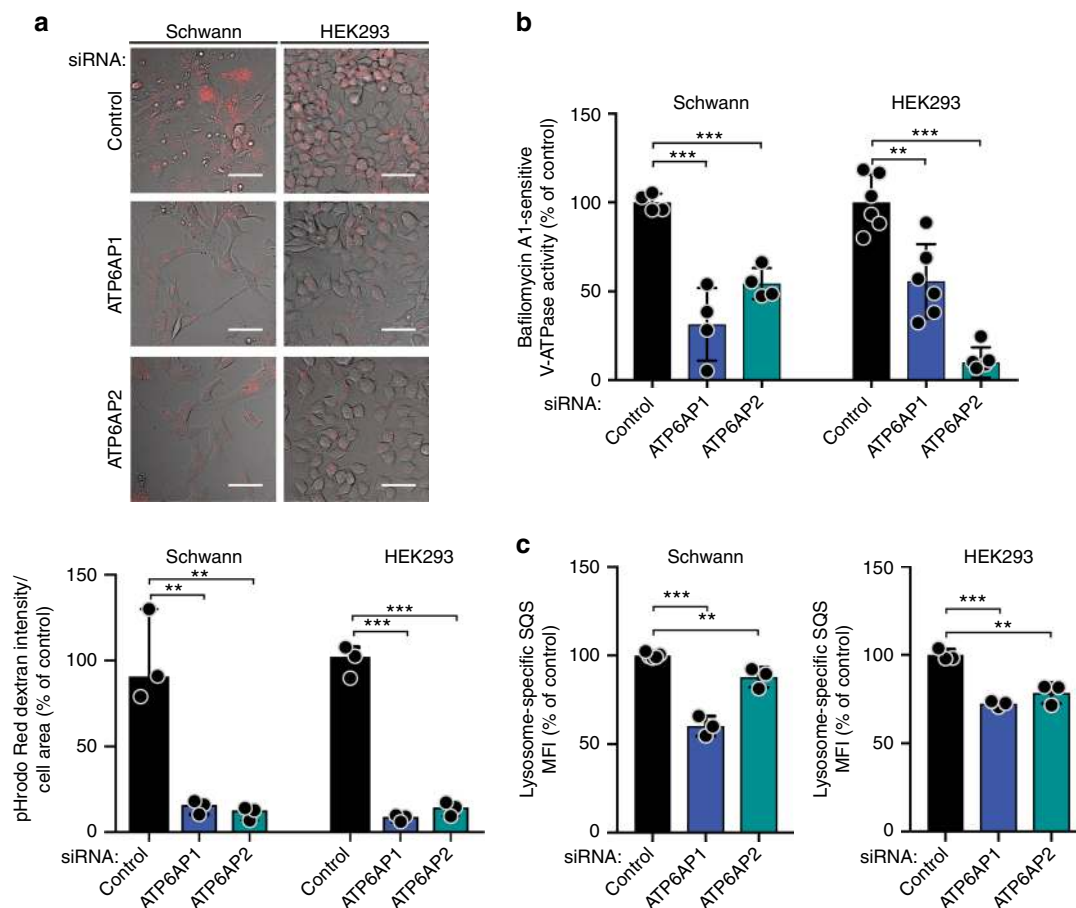 a
Schwann
HEK293
siRNA:
Control
ATP6AP1
ATP6AP2
b
Schwann
HEK293
Bafilomycin A1-sensitive
V-ATPase activity (% of control)
150
100
50
0
***
***
***
**
siRNA:
Control
ATP6AP1
ATP6AP2
Control
ATP6AP1
ATP6AP2
Schwann
HEK293
pHrodo Red dextran intensity/
cell area (% of control)
150
100
50
0
**
**
***
***
siRNA:
Control
ATP6AP1
ATP6AP2
Control
ATP6AP1
ATP6AP2
c
Schwann
Lysosome-specific SQS
MFI (% of control)
150
100
50
0
***
**
siRNA:
Control
ATP6AP1
ATP6AP2
HEK293
Lysosome-specific SQS
MFI (% of control)
150
100
50
0
***
**
siRNA:
Control
ATP6AP1
ATP6AP2